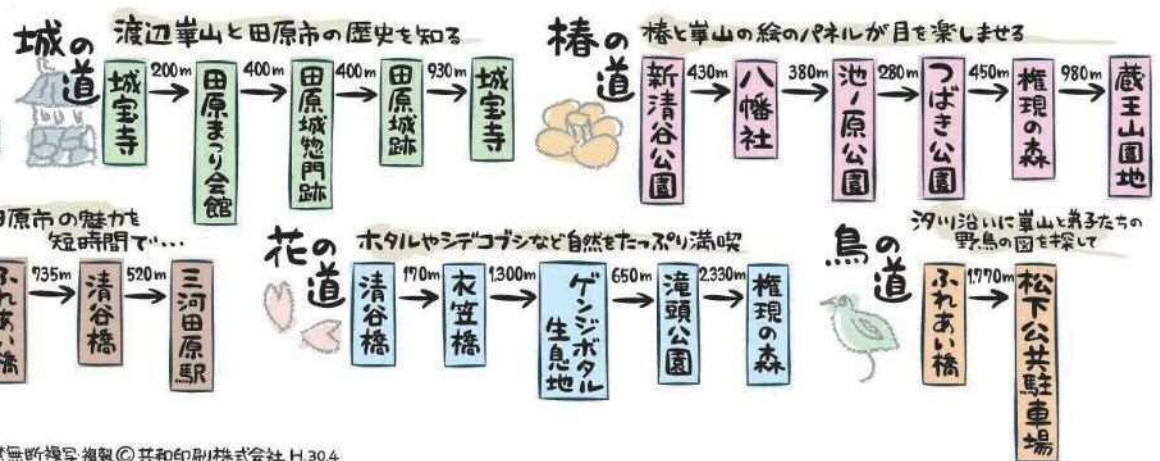 城の道
渡辺崋山と田原市の歴史を知る
城宝寺
200m
田原まつり会館
400m
田原城惣門跡
400m
田原城跡
930m
城宝寺
椿の道
椿と崋山の絵のパネルが目を楽しませる
新清谷公園
430m
八幡社
380m
池ノ原公園
280m
つばき公園
450m
権現の森
980m
蔵王山園地
田原市の魅力を
短時間で…
ふれあい橋
735m
清谷橋
520m
三河田原駅
花の道
ホタルやシデコブシなど自然をたっぷり満喫
清谷橋
170m
衣笠橋
1,300m
ゲンジボタル
生息地
650m
滝頭公園
2,330m
権現の森
鳥の道
汐川沿いに崋山と弟子たちの
野鳥の図を探して
ふれあい橋
1,770m
松下公共駐車場
無断複写・複製©共和印刷株式会社 H.30.4